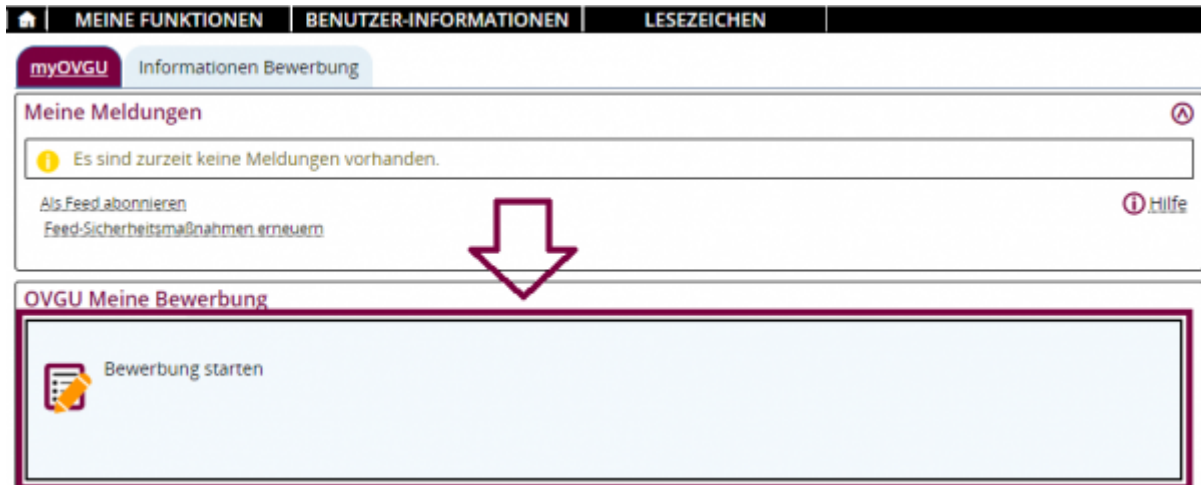 MEINE FUNKTIONEN BENUTZER-INFORMATIONEN LESEZEICHEN
myOVGU Informationen Bewerbung
Meine Meldungen
Es sind zurzeit keine Meldungen vorhanden.
Als Feed abonnieren Hilfe
Feed-Sicherheitsmaßnahmen erneuern
OVGU Meine Bewerbung
Bewerbung starten